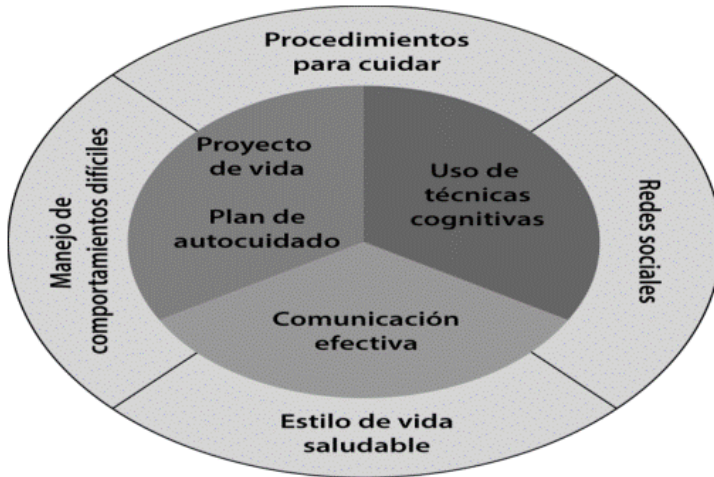 Procedimientos
para cuidar
Manejo de
comportamientos difíciles
Proyecto
de vida
Plan de
autocuidado
Uso de
técnicas
cognitivas
Redes sociales
Comunicación
efectiva
Estilo de vida
saludable